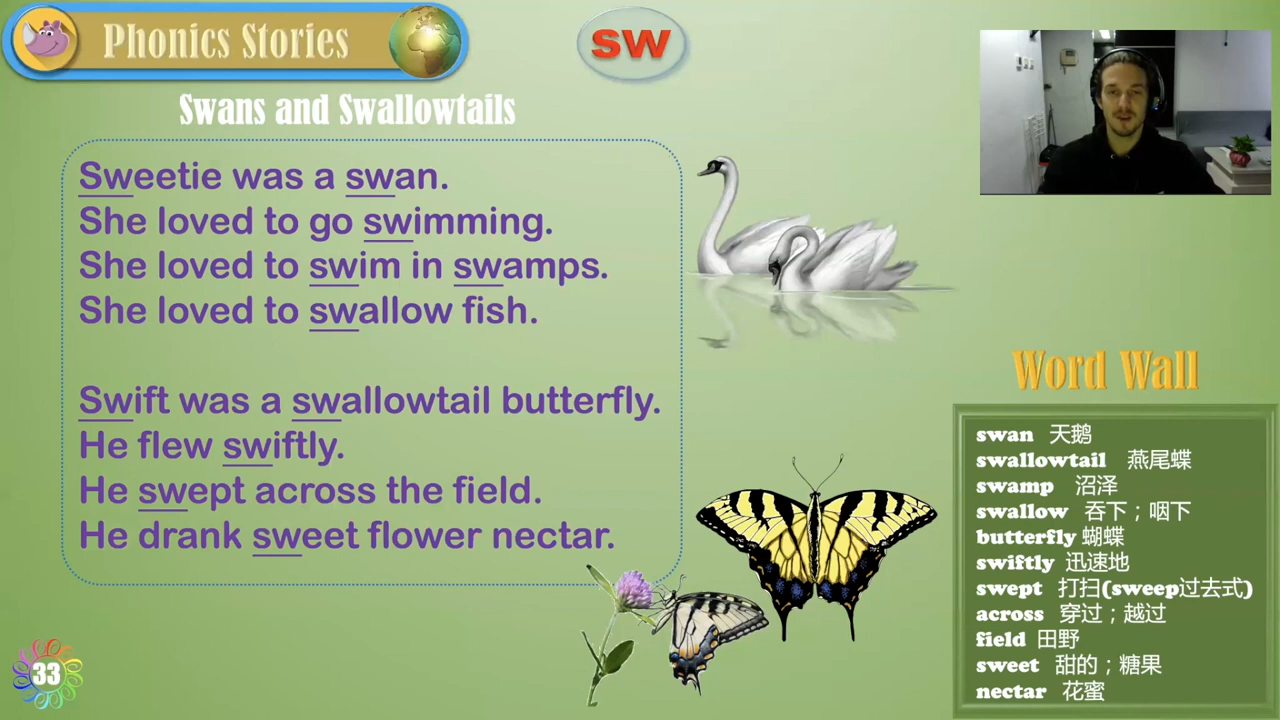 Phonics Stories
sw
Swans and Swallowtails
Sweetie was a swan.
She loved to go swimming.
She loved to swim in swamps.
She loved to swallow fish.
Swift was a swallowtail butterfly.
He flew swiftly.
He swept across the field.
He drank sweet flower nectar.
Word Wall
swan 天鹅
swallowtail 燕尾蝶
swamp 沼泽
swallow 吞下；咽下
butterfly 蝴蝶
swiftly 迅速地
swept 打扫(sweep过去式)
across 穿过；越过
field 田野
sweet 甜的；糖果
nectar 花蜜
33